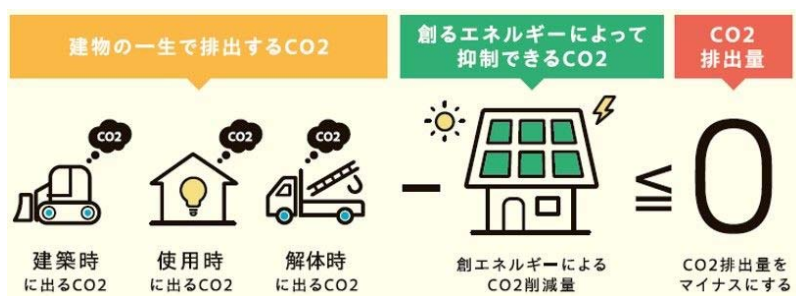 建物の一生で排出するCO2
創るエネルギーによって
抑制できるCO2
CO2
排出量
CO2
CO2
CO2
−
≦
0
建築時
に出るCO2
使用時
に出るCO2
解体時
に出るCO2
創エネルギーによる
CO2削減量
CO2排出量を
マイナスにする